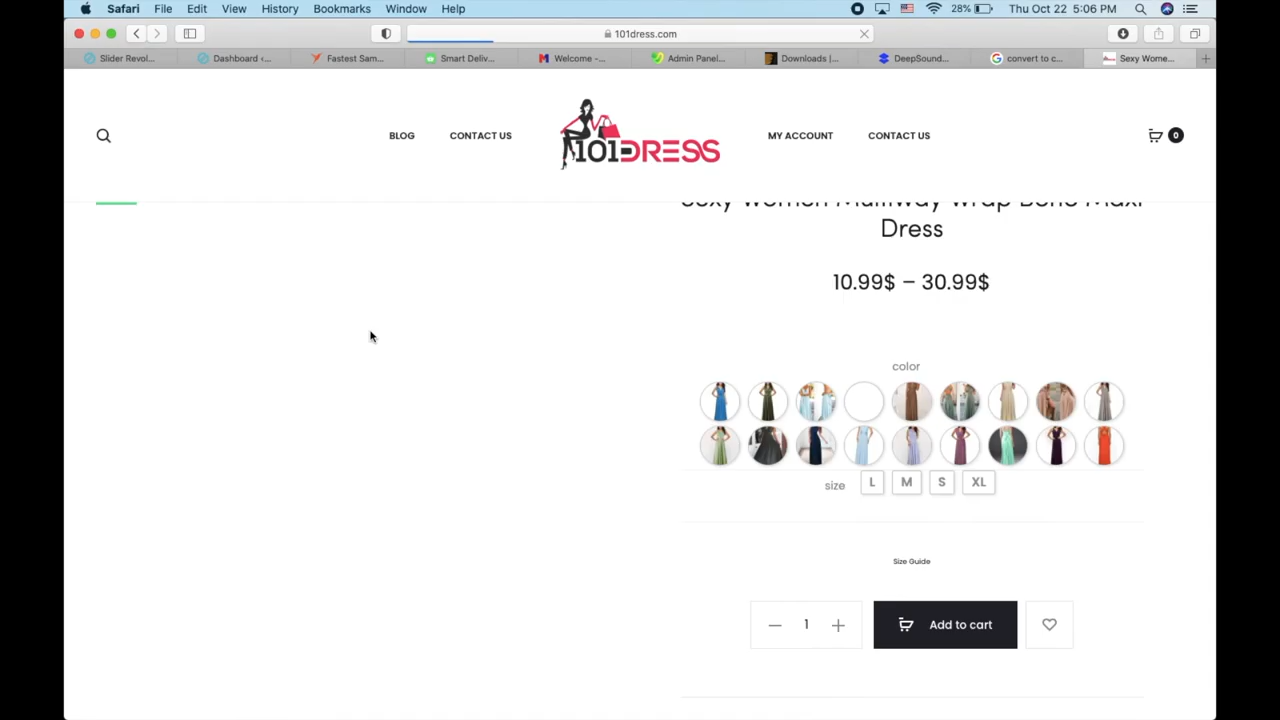 Safari File Edit View History Bookmarks Window Help 28% Thu Oct 22 5:06 PM
101dress.com
Slider Revol... Dashboard ‹... Fastest Sam... Smart Deliv... Welcome -... Admin Panel... Downloads |... DeepSound... convert to c... Sexy Wome...
BLOG CONTACT US 101DRESS MY ACCOUNT CONTACT US 0
Sexy Women Multiway Wrap Boho Maxi
Dress
10.99$ – 30.99$
color
size L M S XL
Size Guide
1 Add to cart